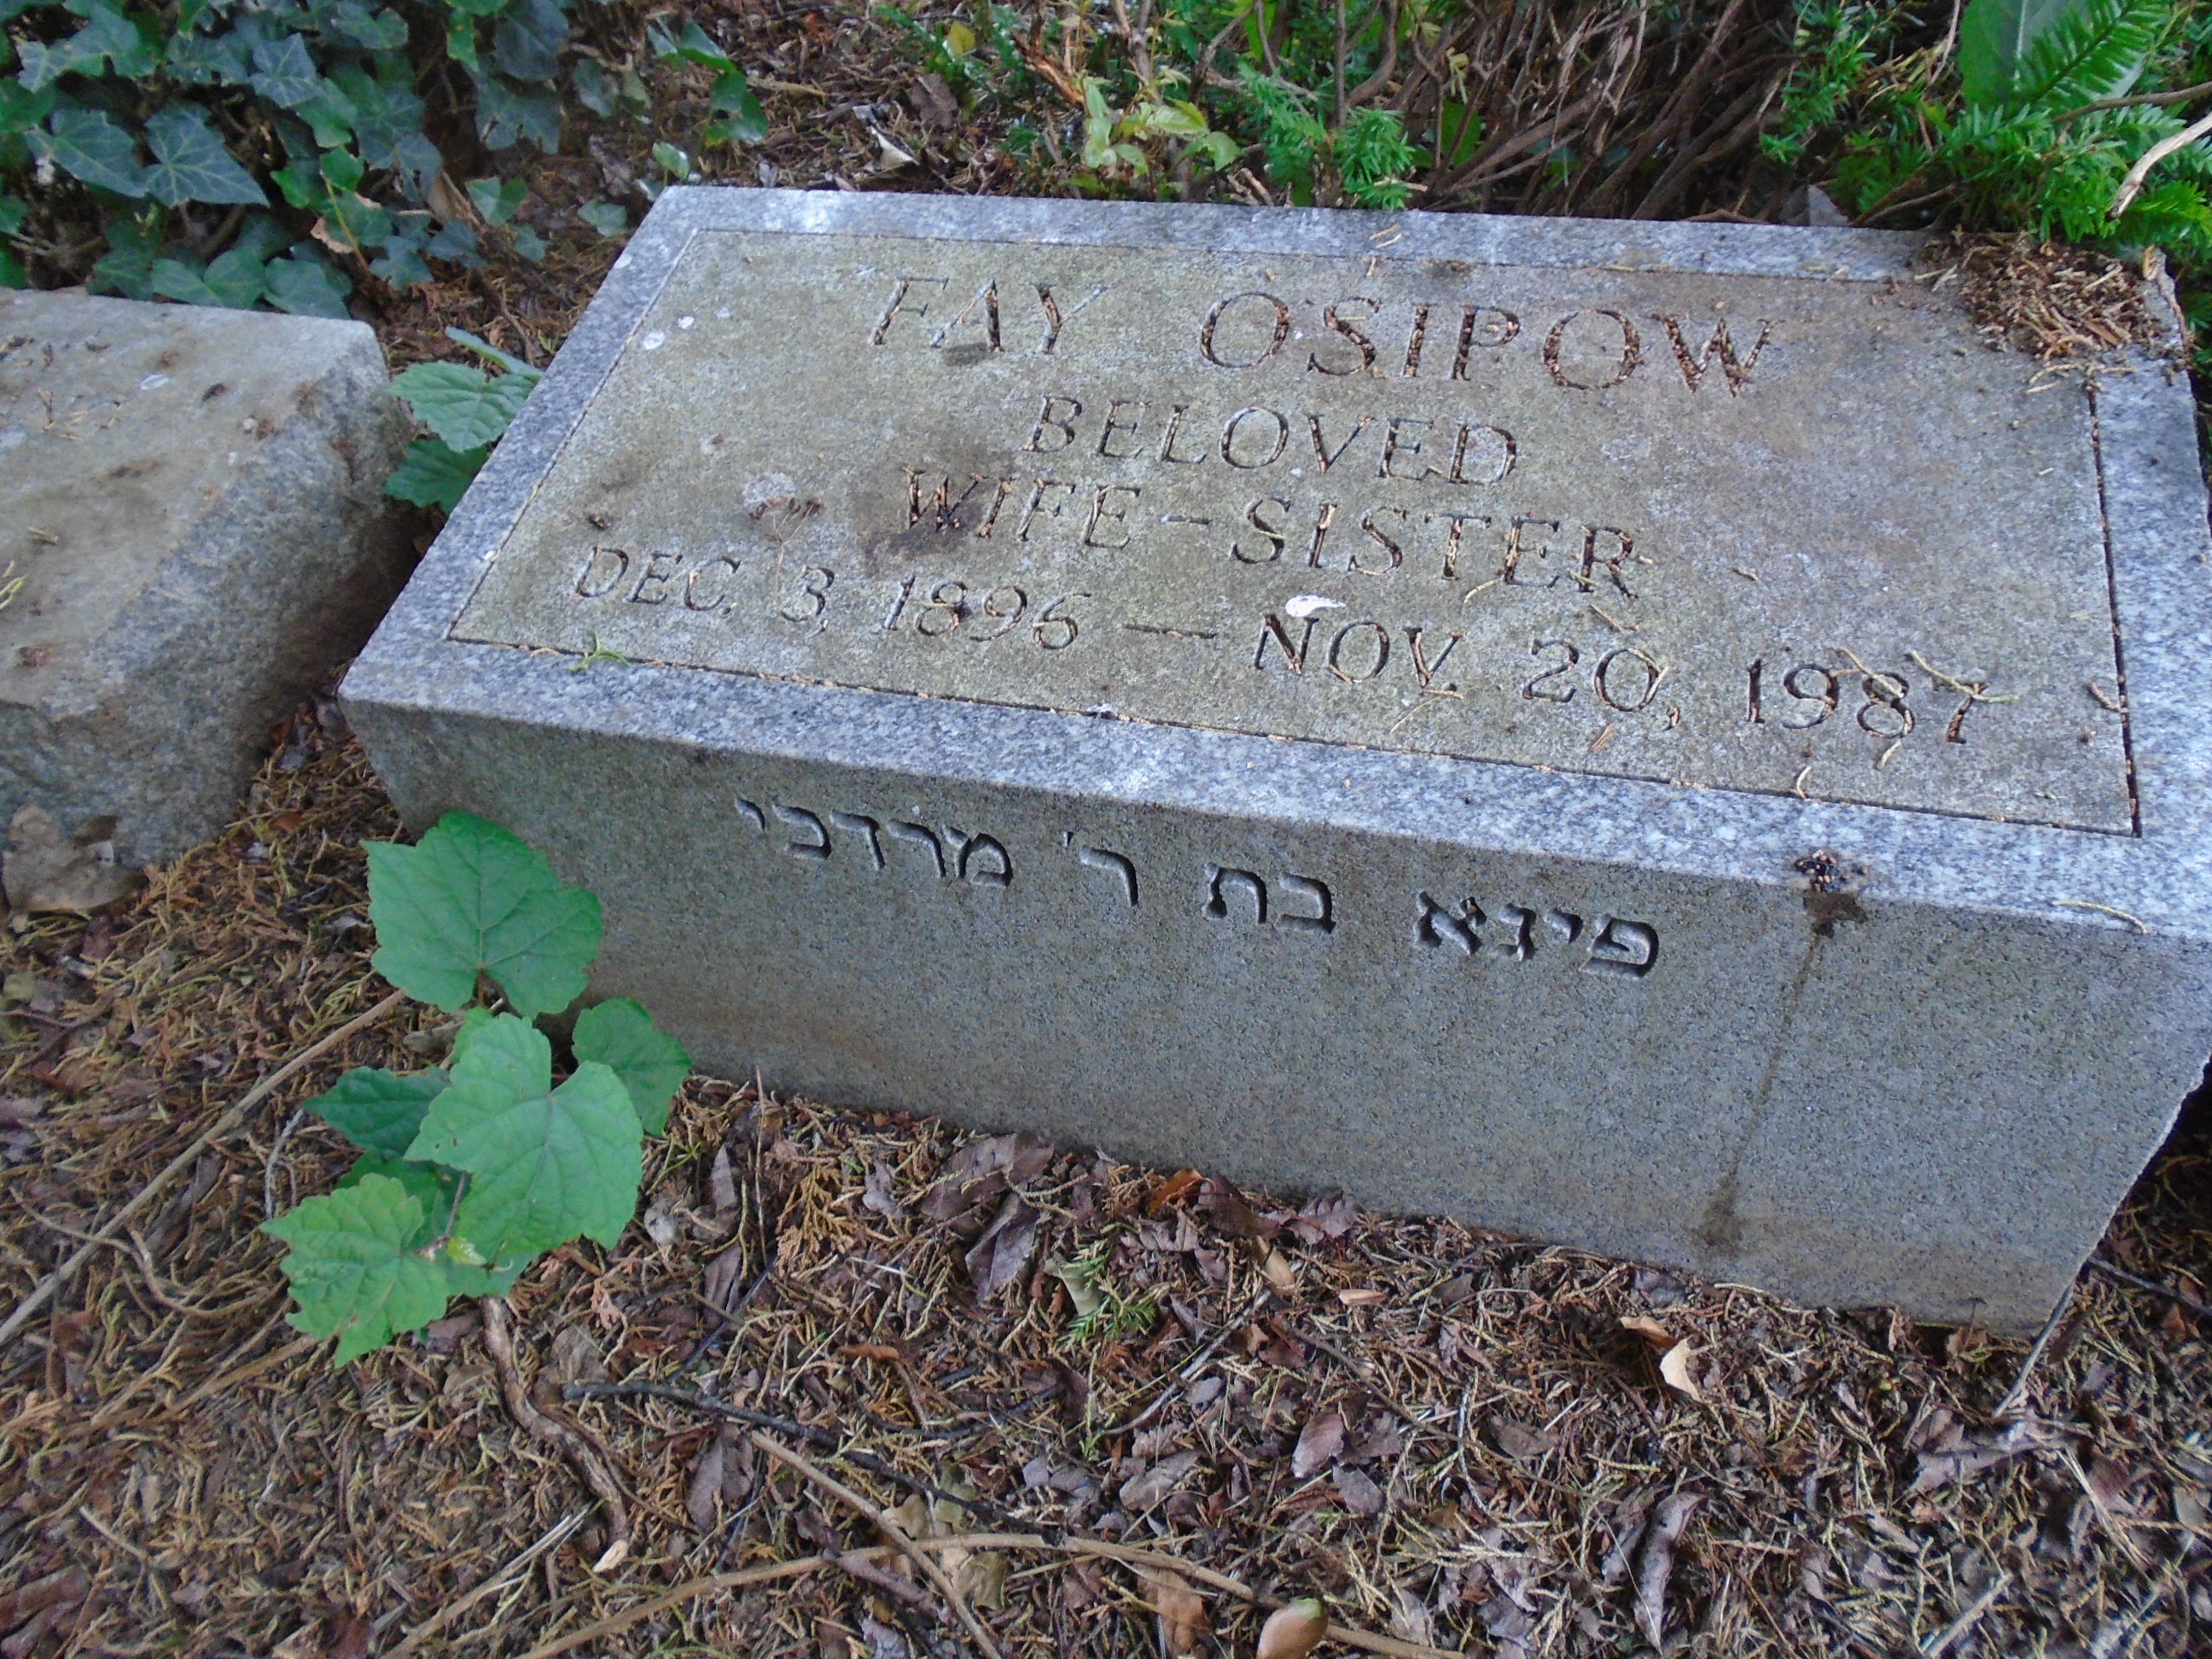 FAY OSIPOW
BELOVED
WIFE-SISTER
DEC. 3, 1896 — NOV. 20, 1987
פיגא בת ר' מרדכי